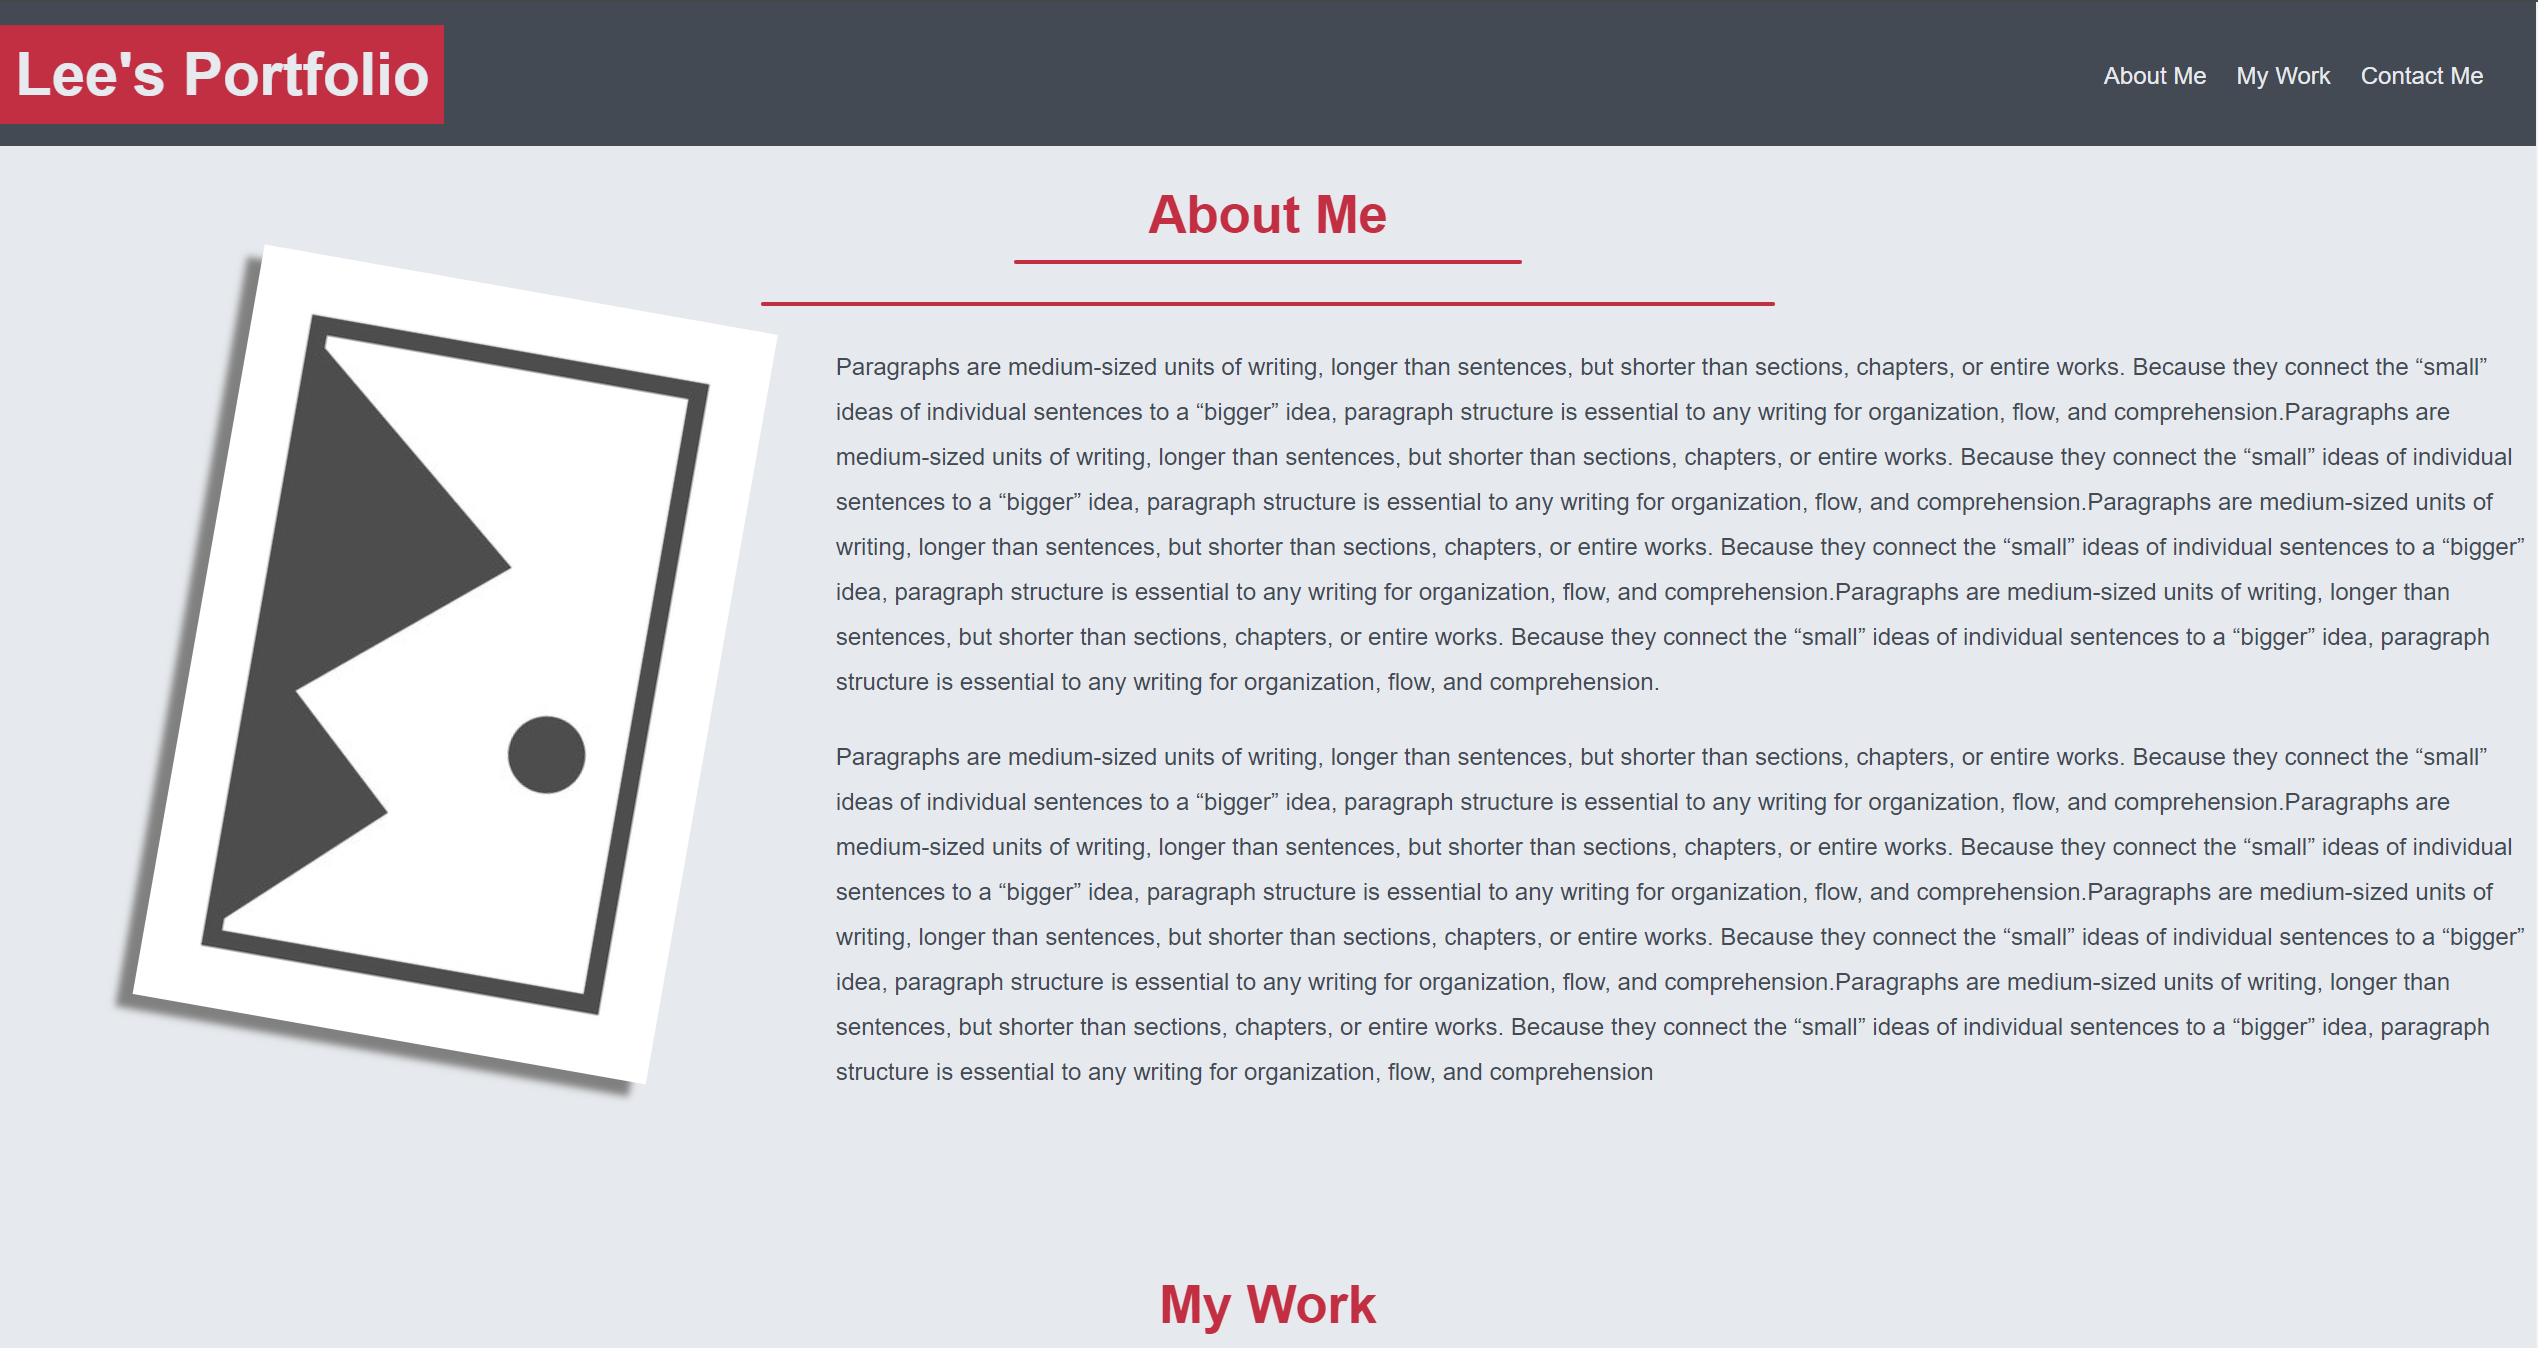 Lee's Portfolio
About Me
My Work
Contact Me
About Me
Paragraphs are medium-sized units of writing, longer than sentences, but shorter than sections, chapters, or entire works. Because they connect the “small”
ideas of individual sentences to a “bigger” idea, paragraph structure is essential to any writing for organization, flow, and comprehension.Paragraphs are
medium-sized units of writing, longer than sentences, but shorter than sections, chapters, or entire works. Because they connect the “small” ideas of individual
sentences to a “bigger” idea, paragraph structure is essential to any writing for organization, flow, and comprehension.Paragraphs are medium-sized units of
writing, longer than sentences, but shorter than sections, chapters, or entire works. Because they connect the “small” ideas of individual sentences to a “bigger”
idea, paragraph structure is essential to any writing for organization, flow, and comprehension.Paragraphs are medium-sized units of writing, longer than
sentences, but shorter than sections, chapters, or entire works. Because they connect the “small” ideas of individual sentences to a “bigger” idea, paragraph
structure is essential to any writing for organization, flow, and comprehension.
Paragraphs are medium-sized units of writing, longer than sentences, but shorter than sections, chapters, or entire works. Because they connect the “small”
ideas of individual sentences to a “bigger” idea, paragraph structure is essential to any writing for organization, flow, and comprehension.Paragraphs are
medium-sized units of writing, longer than sentences, but shorter than sections, chapters, or entire works. Because they connect the “small” ideas of individual
sentences to a “bigger” idea, paragraph structure is essential to any writing for organization, flow, and comprehension.Paragraphs are medium-sized units of
writing, longer than sentences, but shorter than sections, chapters, or entire works. Because they connect the “small” ideas of individual sentences to a “bigger”
idea, paragraph structure is essential to any writing for organization, flow, and comprehension.Paragraphs are medium-sized units of writing, longer than
sentences, but shorter than sections, chapters, or entire works. Because they connect the “small” ideas of individual sentences to a “bigger” idea, paragraph
structure is essential to any writing for organization, flow, and comprehension
My Work